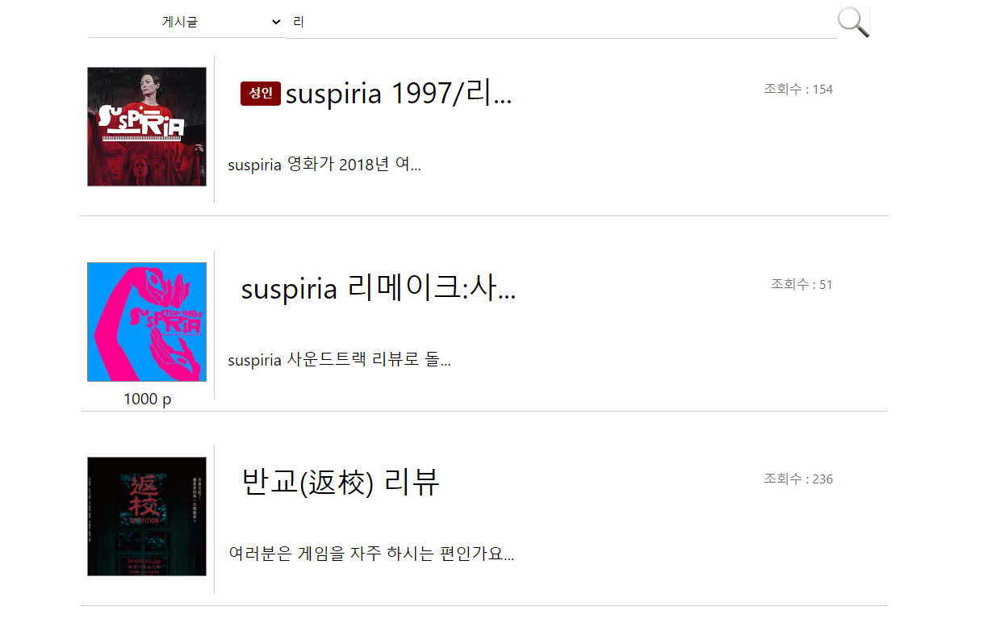 게시글 리
SUSPIRIA
성인 suspiria 1997/리...
조회수 : 154
suspiria 영화가 2018년 여...
THOM YORKE
SUSPIRIA
1000 p
suspiria 리메이크:사...
조회수 : 51
suspiria 사운드트랙 리뷰로 돌...
返校
DETENTION
반교(返校) 리뷰
조회수 : 236
여러분은 게임을 자주 하시는 편인가요...